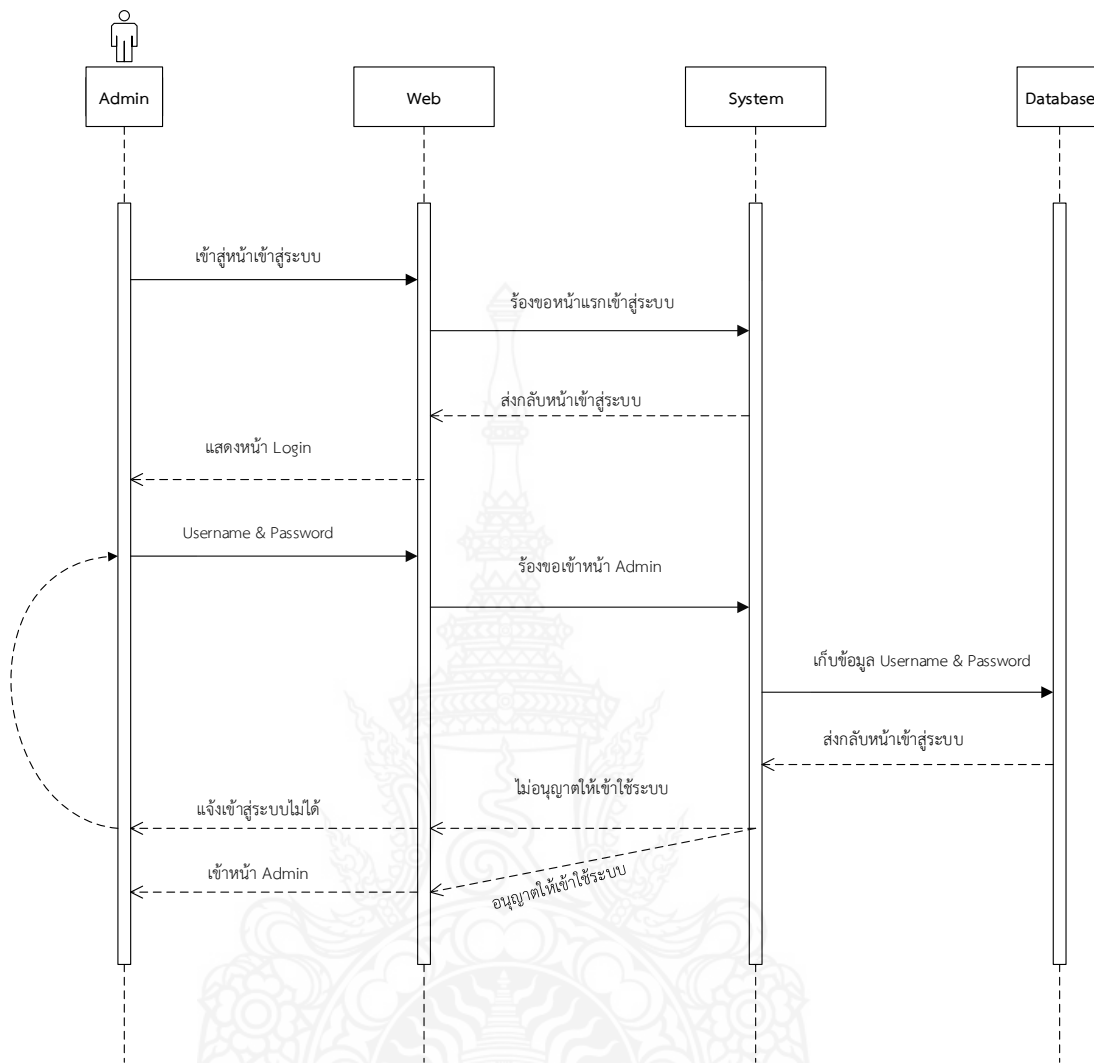 Admin
Web
System
Database
เข้าสู่หน้าเข้าสู่ระบบ
ร้องขอหน้าแรกเข้าสู่ระบบ
ส่งกลับหน้าเข้าสู่ระบบ
แสดงหน้า Login
Username & Password
ร้องขอเข้าหน้า Admin
เก็บข้อมูล Username & Password
ส่งกลับหน้าเข้าสู่ระบบ
ไม่อนุญาตให้เข้าใช้ระบบ
แจ้งเข้าสู่ระบบไม่ได้
เข้าหน้า Admin
อนุญาตให้เข้าใช้ระบบ